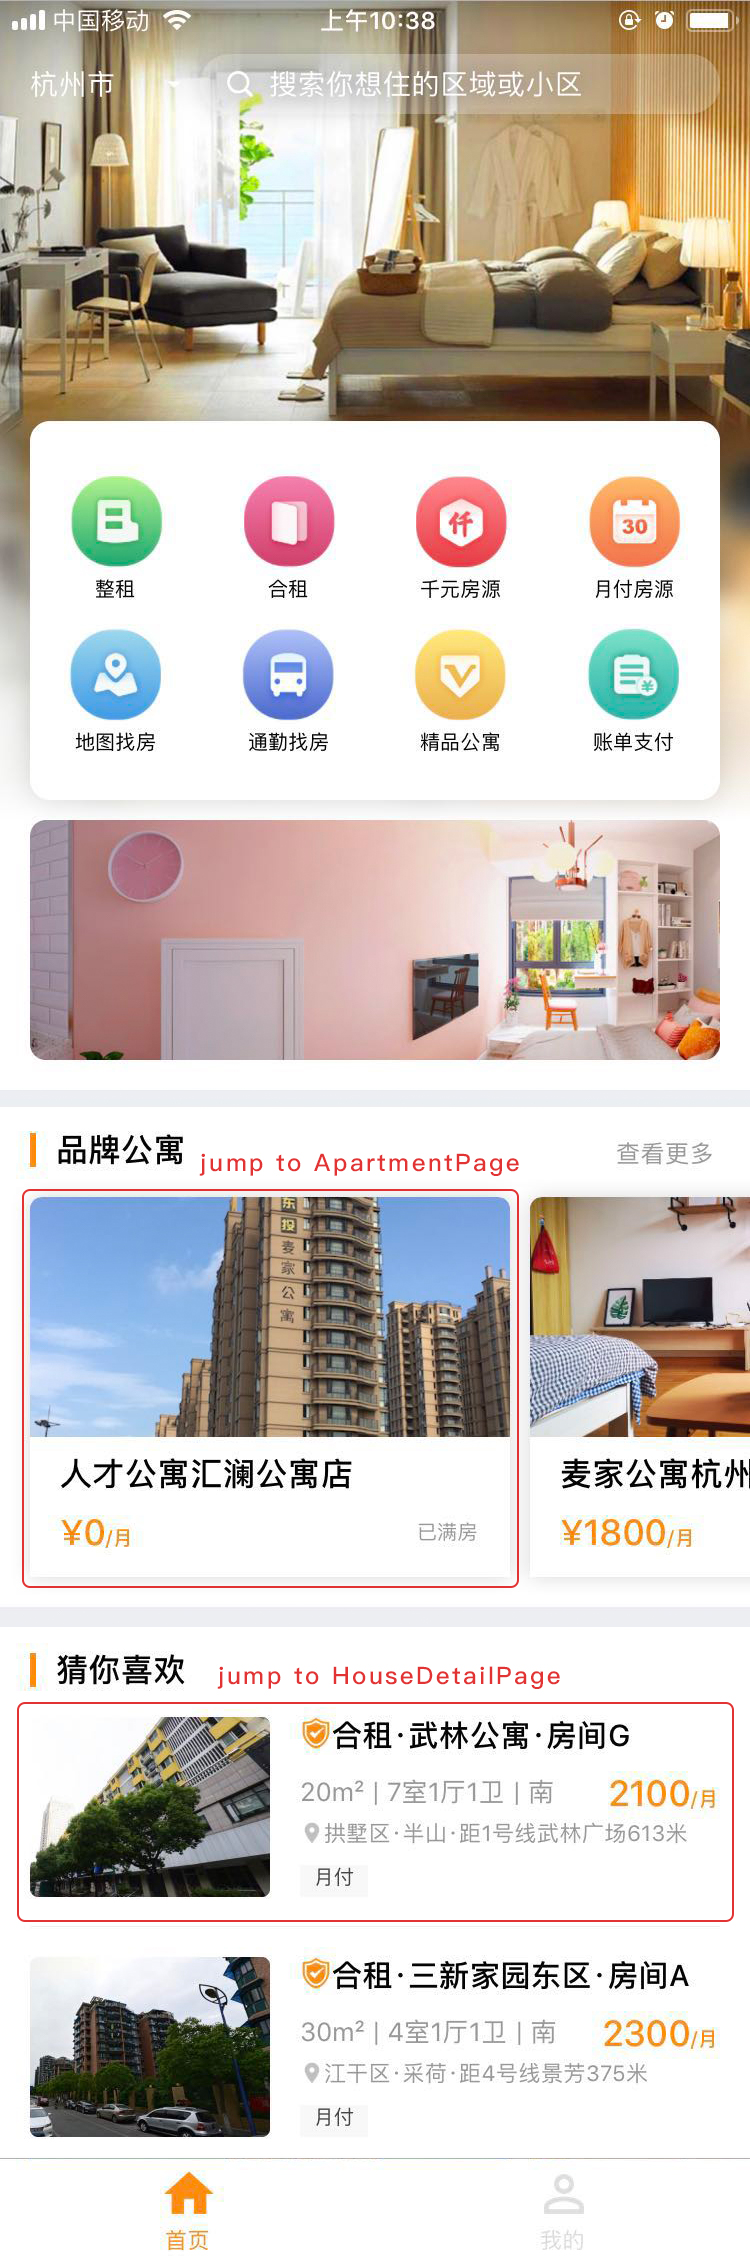 中国移动 上午10:38
杭州市 搜索你想住的区域或小区
仟 30
整租 合租 千元房源 月付房源
地图找房 通勤找房 精品公寓 账单支付
品牌公寓 jump to ApartmentPage 查看更多
东投麦家公寓
人才公寓汇澜公寓店 麦家公寓杭州
¥0/月 已满房 ¥1800/月
猜你喜欢 jump to HouseDetailPage
合租·武林公寓·房间G
20m² | 7室1厅1卫 | 南 2100/月
拱墅区·半山·距1号线武林广场613米
月付
合租·三新家园东区·房间A
30m² | 4室1厅1卫 | 南 2300/月
江干区·采荷·距4号线景芳375米
月付
首页 我的